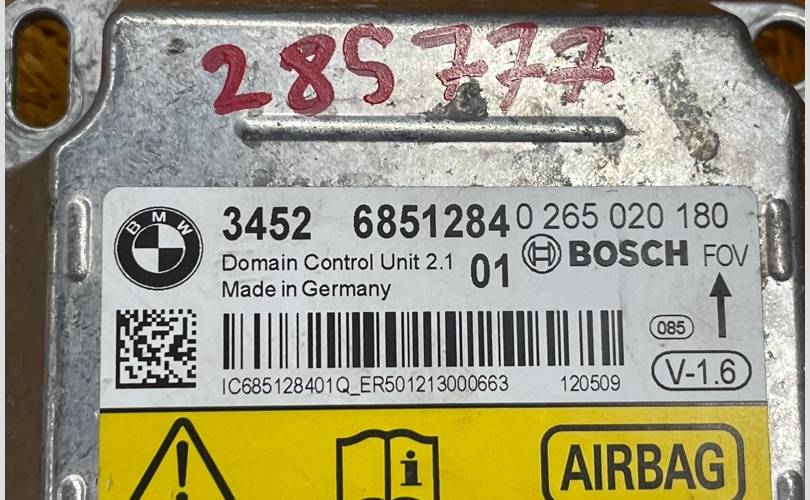 285777
BMW
3452 6851284 0 265 020 180
Domain Control Unit 2.1 01 BOSCH FOV
Made in Germany
085
V-1.6
IC685128401Q_ER501213000663 120509
i
AIRBAG